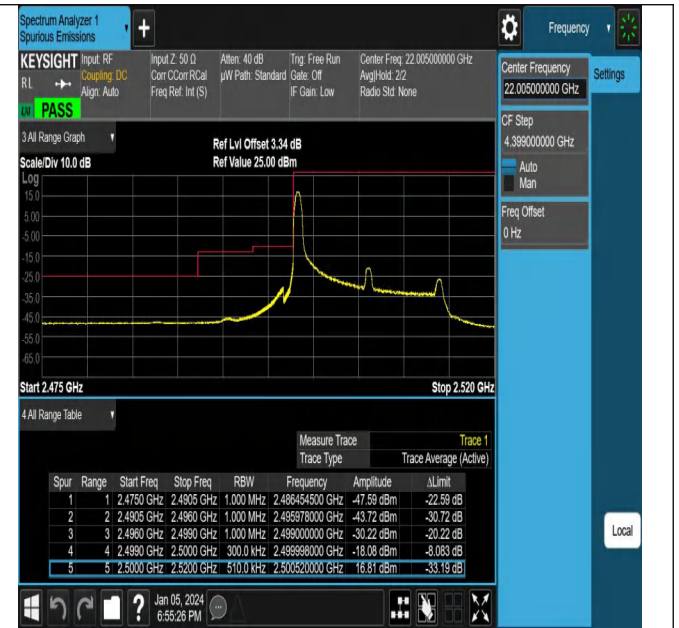 Spectrum Analyzer 1
Spurious Emissions
Frequency
KEYSIGHT
RL
PASS
Input: RF
Coupling: DC
Align: Auto
Input Z: 50 Ω
Corr CCorr RCal
Freq Ref: Int (S)
Atten: 40 dB
µW Path: Standard
Trig: Free Run
Gate: Off
IF Gain: Low
Center Freq: 22.005000000 GHz
Avg|Hold: 2/2
Radio Std: None
Center Frequency
22.005000000 GHz
Settings
CF Step
4.399000000 GHz
Auto
Man
Freq Offset
0 Hz
3 All Range Graph
Scale/Div 10.0 dB
Ref Lvl Offset 3.34 dB
Ref Value 25.00 dBm
Log
15.0
5.00
-5.00
-15.0
-25.0
-35.0
-45.0
-55.0
-65.0
Start 2.475 GHz
Stop 2.520 GHz
4 All Range Table
Measure Trace Trace 1
Trace Type Trace Average (Active)
Spur Range Start Freq Stop Freq RBW Frequency Amplitude ΔLimit
1 1 2.4750 GHz 2.4905 GHz 1.000 MHz 2.486454500 GHz -47.59 dBm -22.59 dB
2 2 2.4905 GHz 2.4960 GHz 1.000 MHz 2.495978000 GHz -43.72 dBm -30.72 dB
3 3 2.4960 GHz 2.4990 GHz 1.000 MHz 2.499000000 GHz -30.22 dBm -20.22 dB
4 4 2.4990 GHz 2.5000 GHz 300.0 kHz 2.499998000 GHz -18.08 dBm -8.083 dB
5 5 2.5000 GHz 2.5200 GHz 510.0 kHz 2.500520000 GHz 16.81 dBm -33.19 dB
Local
Jan 05, 2024
6:55:26 PM